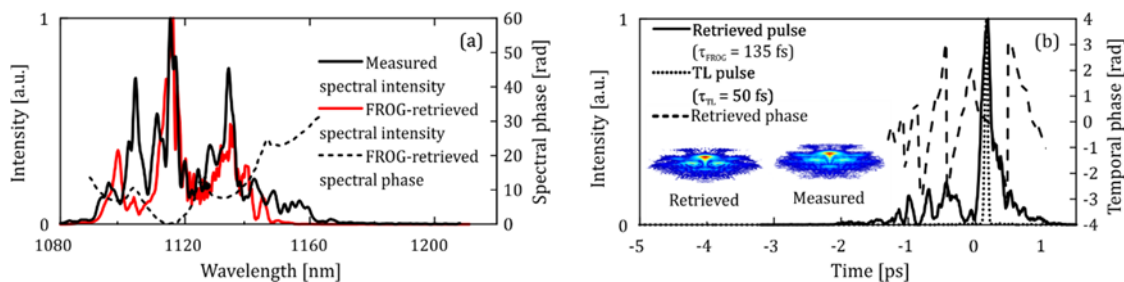 (a)
1
0
Intensity [a.u.]
60
50
40
30
20
10
0
Spectral phase [rad]
Measured
spectral intensity
FROG-retrieved
spectral intensity
FROG-retrieved
spectral phase
1080
1120
1160
1200
Wavelength [nm]
(b)
1
0
Intensity [a.u.]
4
3
2
1
0
-1
-2
-3
-4
Temporal phase [rad]
Retrieved pulse
(τFROG = 135 fs)
TL pulse
(τTL = 50 fs)
Retrieved phase
Retrieved
Measured
-5
-4
-3
-2
-1
0
1
Time [ps]